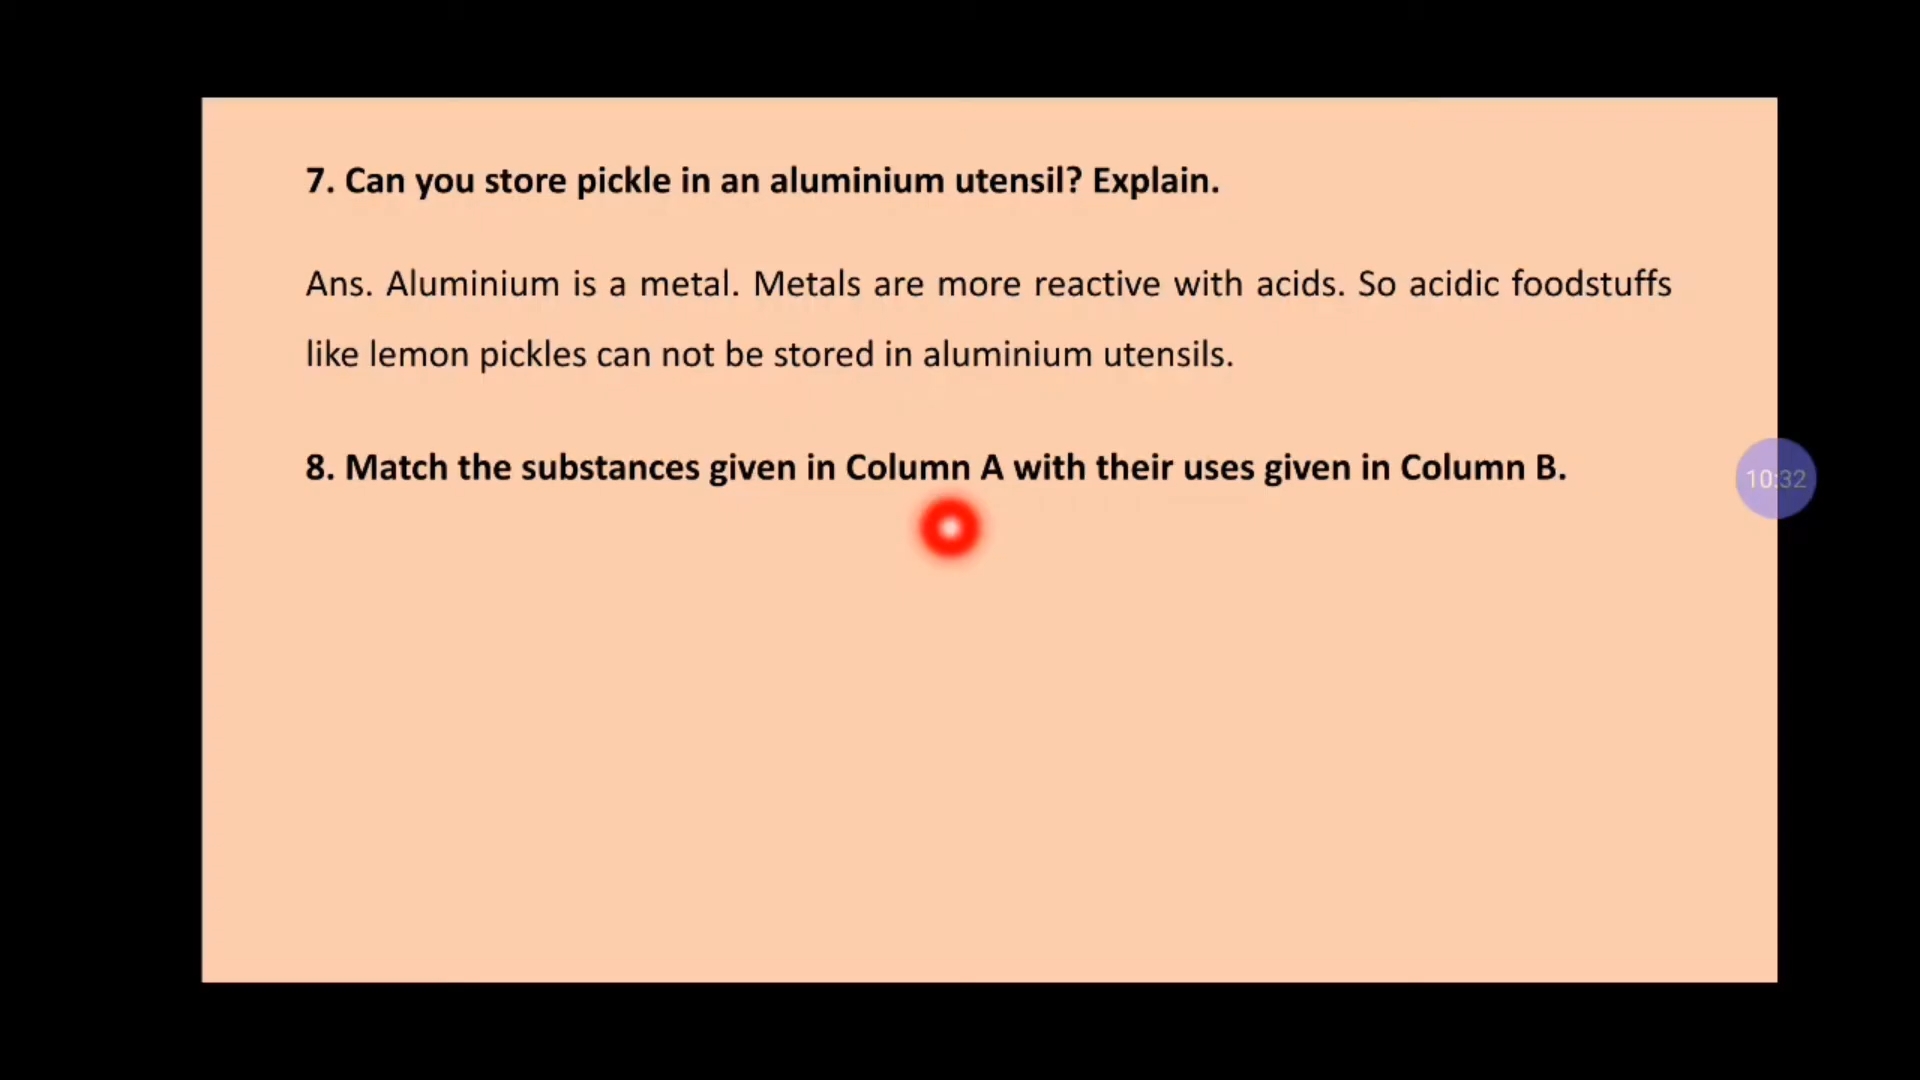 7. Can you store pickle in an aluminium utensil? Explain.
Ans. Aluminium is a metal. Metals are more reactive with acids. So acidic foodstuffs
like lemon pickles can not be stored in aluminium utensils.
8. Match the substances given in Column A with their uses given in Column B.
10:32